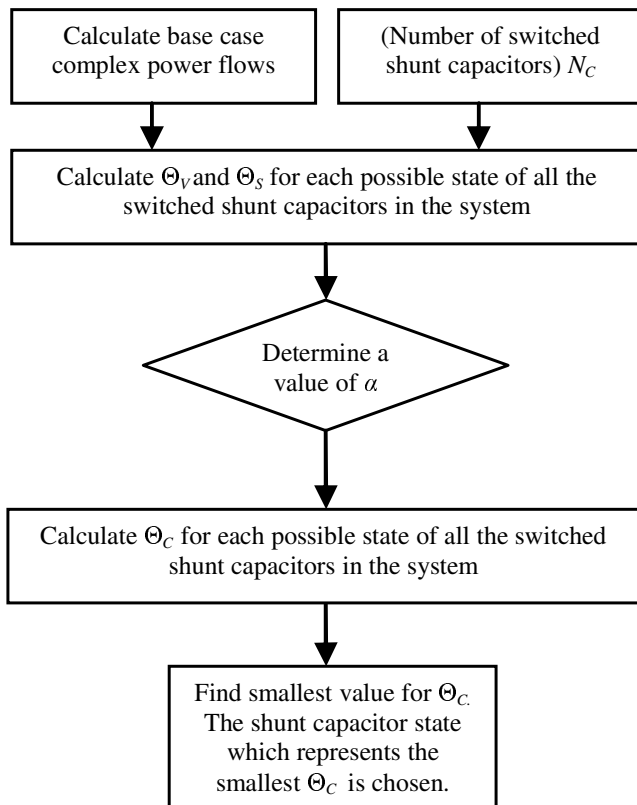 Calculate base case
complex power flows
(Number of switched
shunt capacitors) N_C
Calculate Θ_V and Θ_S for each possible state of all the
switched shunt capacitors in the system
Determine a
value of α
Calculate Θ_C for each possible state of all the switched
shunt capacitors in the system
Find smallest value for Θ_C.
The shunt capacitor state
which represents the
smallest Θ_C is chosen.